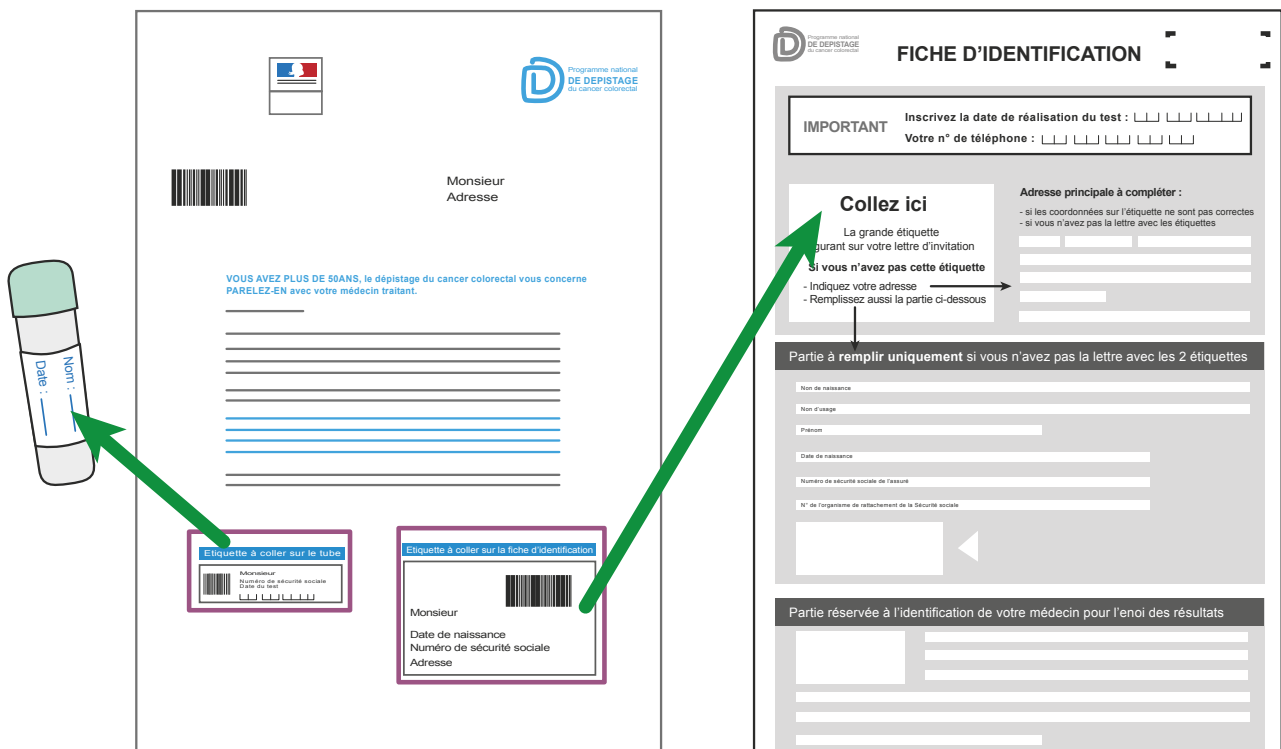 Nom :
Date :
Programme national
DE DEPISTAGE
du cancer colorectal
Monsieur
Adresse
VOUS AVEZ PLUS DE 50ANS, le dépistage du cancer colorectal vous concerne
PARELEZ-EN avec votre médecin traitant.
Etiquette à coller sur le tube
Monsieur
Numéro de sécurité sociale
Date du test
Etiquette à coller sur la fiche d'identification
Monsieur
Date de naissance
Numéro de sécurité sociale
Adresse
Programme national
DE DEPISTAGE
du cancer colorectal
FICHE D'IDENTIFICATION
IMPORTANT
Inscrivez la date de réalisation du test :
Votre n° de téléphone :
Collez ici
La grande étiquette
gurant sur votre lettre d'invitation
Si vous n'avez pas cette étiquette
- Indiquez votre adresse
- Remplissez aussi la partie ci-dessous
Adresse principale à compléter :
- si les coordonnées sur l'étiquette ne sont pas correctes
- si vous n'avez pas la lettre avec les étiquettes
Partie à remplir uniquement si vous n'avez pas la lettre avec les 2 étiquettes
Non de naissance
Non d'usage
Prénom
Date de naissance
Numéro de sécurité sociale de l'assuré
N° de l'organisme de rattachement de la Sécurité sociale
Partie réservée à l'identification de votre médecin pour l'enoi des résultats